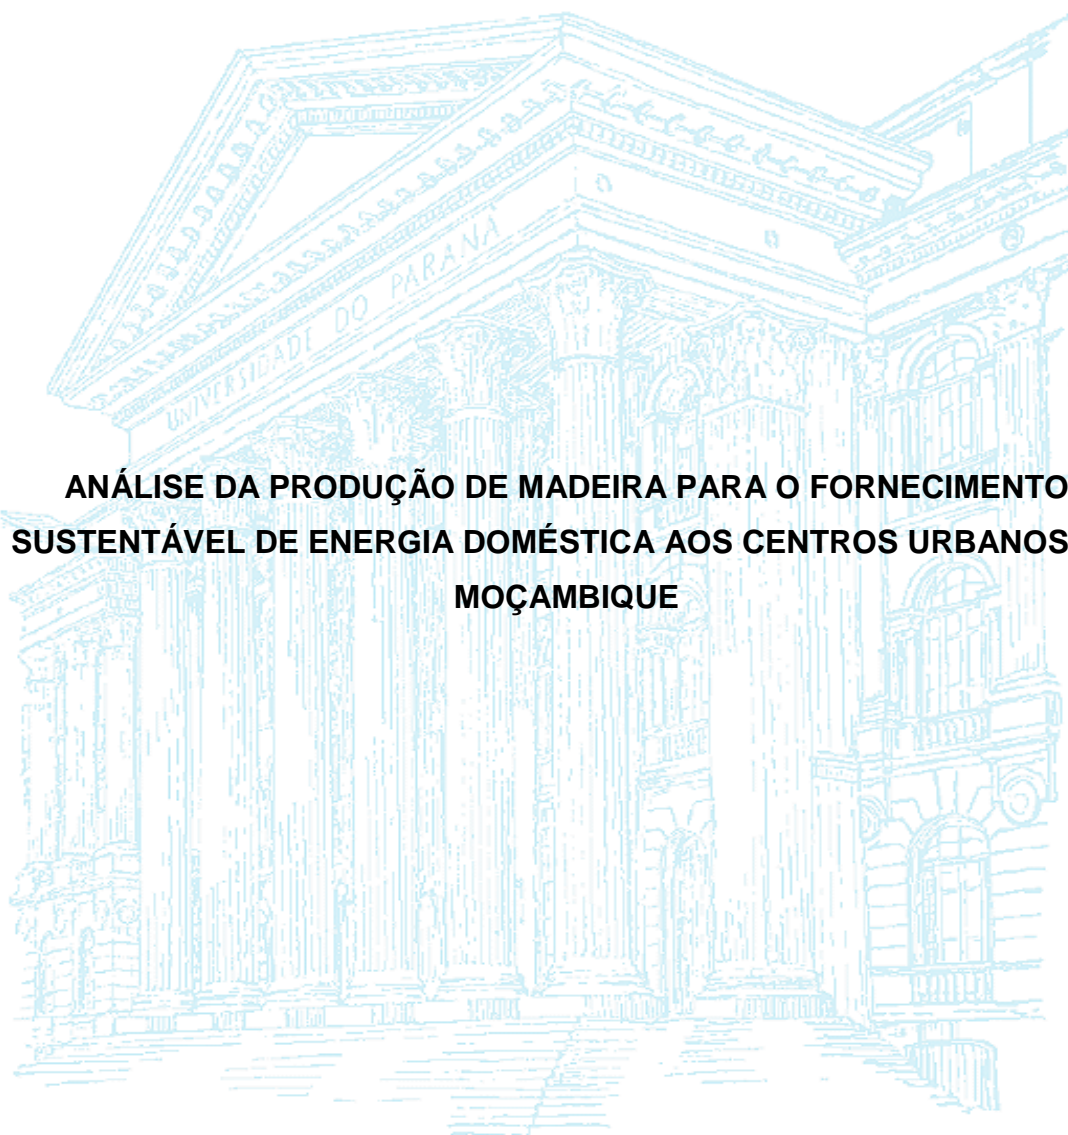 UNIVERSIDADE DO PARANÁ
ANÁLISE DA PRODUÇÃO DE MADEIRA PARA O FORNECIMENTO
SUSTENTÁVEL DE ENERGIA DOMÉSTICA AOS CENTROS URBANOS
MOÇAMBIQUE